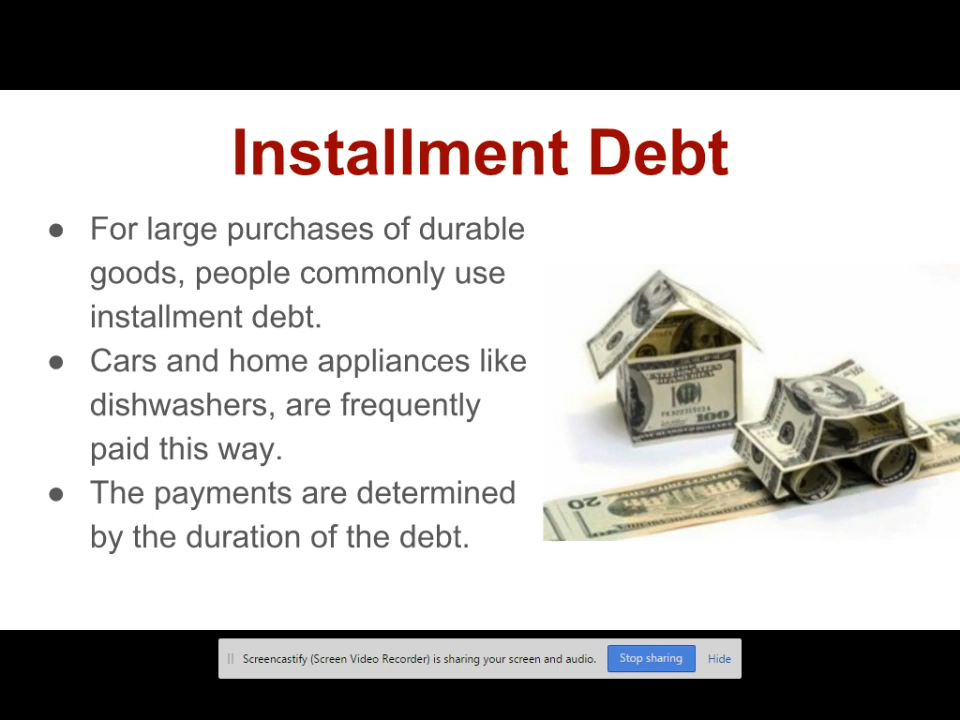 Installment Debt
● For large purchases of durable
goods, people commonly use
installment debt.
● Cars and home appliances like
dishwashers, are frequently
paid this way.
● The payments are determined
by the duration of the debt.
100
20
Screencastify (Screen Video Recorder) is sharing your screen and audio. Stop sharing Hide